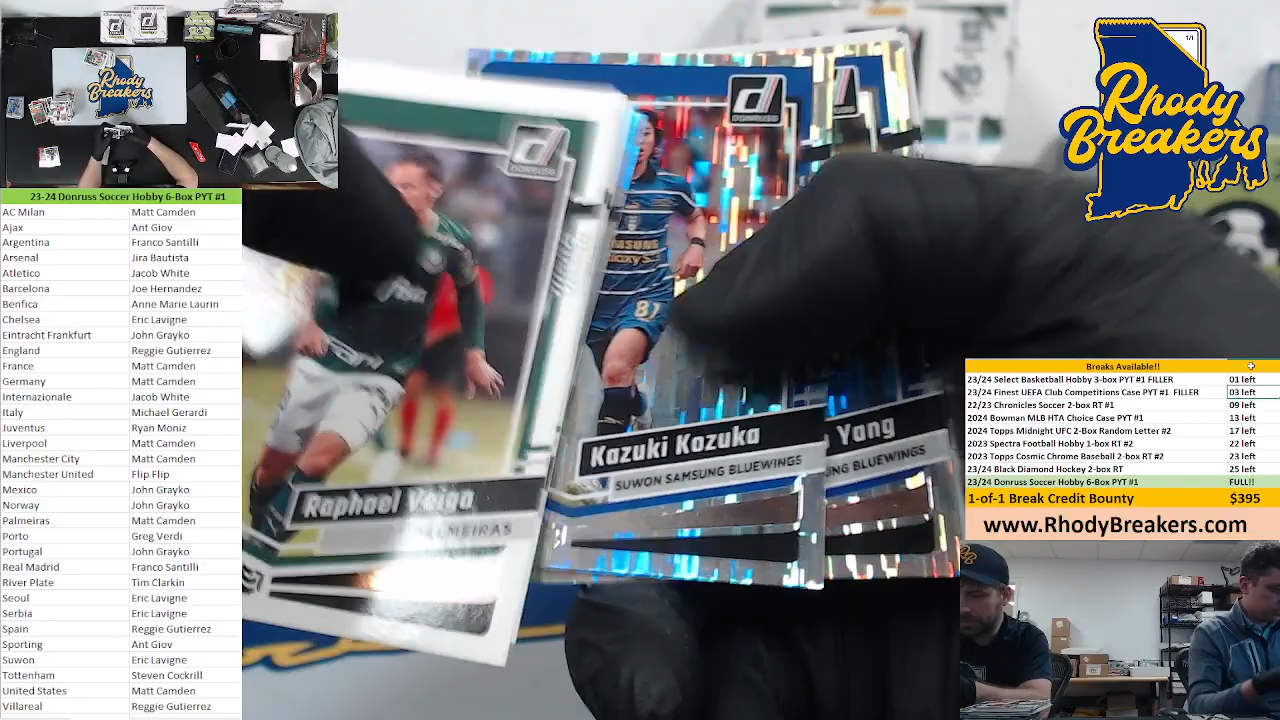 23-24 Donruss Soccer Hobby 6-Box PYT #1
AC Milan Matt Camden
Ajax Ant Giov
Argentina Franco Santilli
Arsenal Jira Bautista
Atletico Jacob White
Barcelona Joe Hernandez
Benfica Anne Marie Laurin
Chelsea Eric Lavigne
Eintracht Frankfurt John Grayko
England Reggie Gutierrez
France Matt Camden
Germany Matt Camden
Internazionale Jacob White
Italy Michael Gerardi
Juventus Ryan Moniz
Liverpool Matt Camden
Manchester City Matt Camden
Manchester United Flip Flip
Mexico John Grayko
Norway John Grayko
Palmeiras Matt Camden
Porto Greg Verdi
Portugal John Grayko
Real Madrid Franco Santilli
River Plate Tim Clarkin
Seoul Eric Lavigne
Serbia Eric Lavigne
Spain Reggie Gutierrez
Sporting Ant Giov
Suwon Eric Lavigne
Tottenham Steven Cockrill
United States Matt Camden
Villareal Reggie Gutierrez
Rhody
Breakers
DONRUSS
Raphael Veiga
DONRUSS
SAMSUNG
81
Kazuki Kozuka
SUWON SAMSUNG BLUEWINGS
Yang
BLUEWINGS
1/1
Rhody
Breakers
Breaks Available!!
23/24 Select Basketball Hobby 3-box PYT #1 FILLER 01 left
23/24 Finest UEFA Club Competitions Case PYT #1 FILLER 03 left
22/23 Chronicles Soccer 2-box RT #1 09 left
2024 Bowman MLB HTA Choice Case PYT #1 13 left
2024 Topps Midnight UFC 2-Box Random Letter #2 17 left
2023 Spectra Football Hobby 1-box RT #2 22 left
2023 Topps Cosmic Chrome Baseball 2-box RT #2 23 left
23/24 Black Diamond Hockey 2-box RT 25 left
23/24 Donruss Soccer Hobby 6-Box PYT #1 FULL!!
1-of-1 Break Credit Bounty $395
www.RhodyBreakers.com